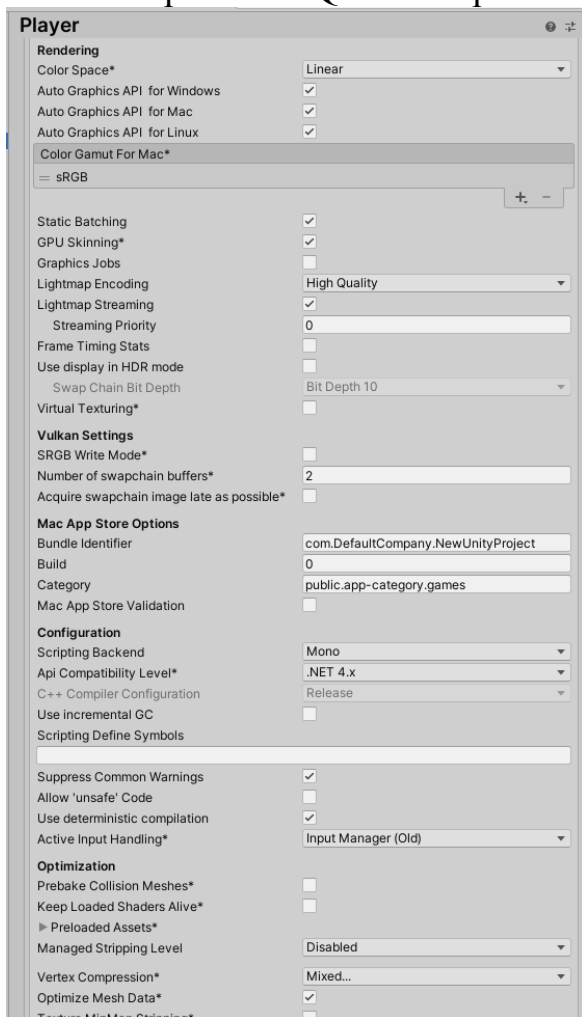 Player
Rendering
Color Space* Linear
Auto Graphics API for Windows
Auto Graphics API for Mac
Auto Graphics API for Linux
Color Gamut For Mac*
= sRGB
+ -
Static Batching
GPU Skinning*
Graphics Jobs
Lightmap Encoding High Quality
Lightmap Streaming
Streaming Priority 0
Frame Timing Stats
Use display in HDR mode
Swap Chain Bit Depth Bit Depth 10
Virtual Texturing*
Vulkan Settings
SRGB Write Mode*
Number of swapchain buffers* 2
Acquire swapchain image late as possible*
Mac App Store Options
Bundle Identifier com.DefaultCompany.NewUnityProject
Build 0
Category public.app-category.games
Mac App Store Validation
Configuration
Scripting Backend Mono
Api Compatibility Level* .NET 4.x
C++ Compiler Configuration Release
Use incremental GC
Scripting Define Symbols
Suppress Common Warnings
Allow 'unsafe' Code
Use deterministic compilation
Active Input Handling* Input Manager (Old)
Optimization
Prebake Collision Meshes*
Keep Loaded Shaders Alive*
Preloaded Assets*
Managed Stripping Level Disabled
Vertex Compression* Mixed...
Optimize Mesh Data*
Texture MipMap Stripping*